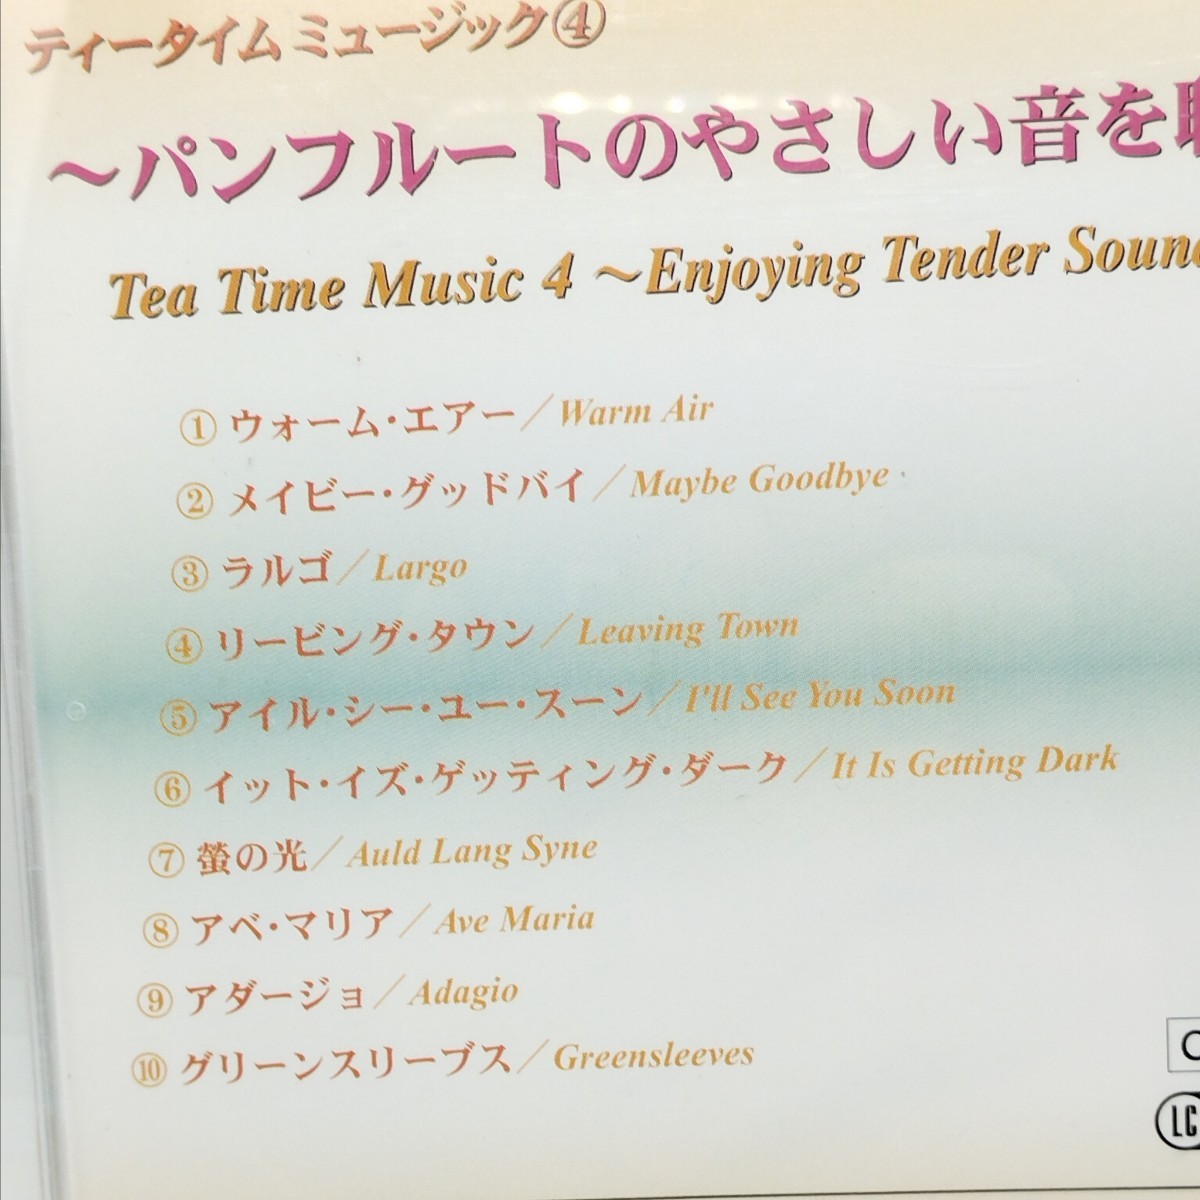 ティータイム ミュージック④
～パンフルートのやさしい音を
Tea Time Music 4 ～Enjoying Tender
① ウォーム・エアー／Warm Air
② メイビー・グッドバイ／Maybe Goodbye
③ ラルゴ／Largo
④ リービング・タウン／Leaving Town
⑤ アイル・シー・ユー・スーン／I'll See You Soon
⑥ イット・イズ・ゲッティング・ダーク／It Is Getting Dark
⑦ 螢の光／Auld Lang Syne
⑧ アベ・マリア／Ave Maria
⑨ アダージョ／Adagio
⑩ グリーンスリーブス／Greensleeves
LC